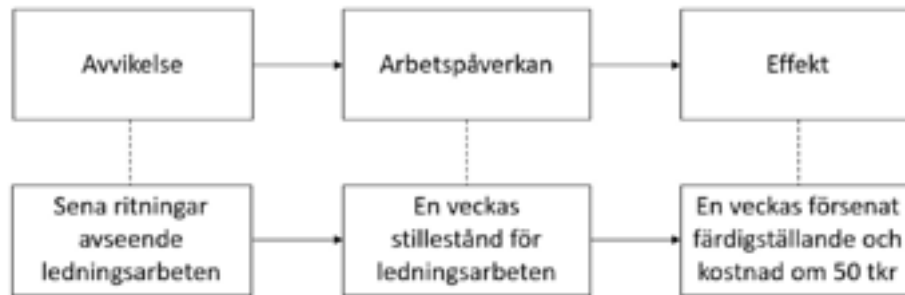 Avvikelse
Arbetspåverkan
Effekt
Sena ritningar
avseende
ledningsarbeten
En veckas
stillestånd för
ledningsarbeten
En veckas försenat
färdigställande och
kostnad om 50 tkr